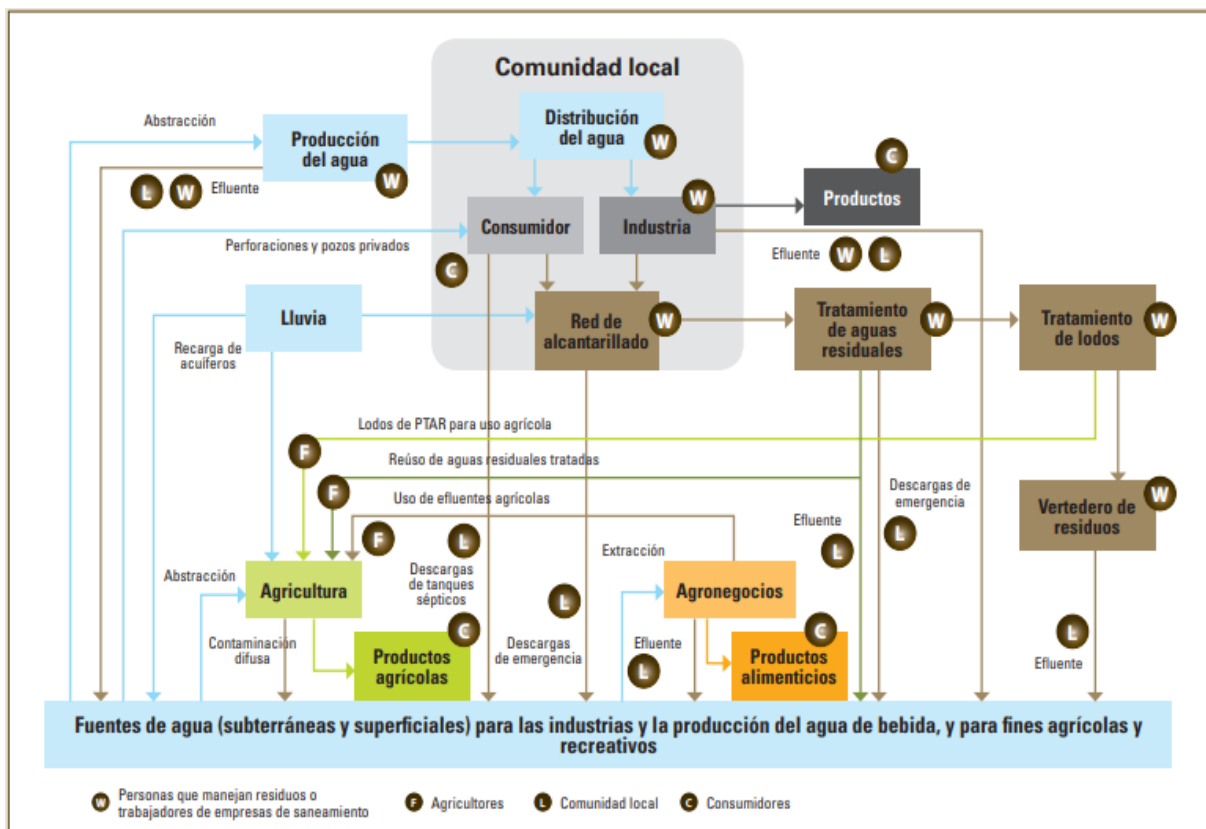 Comunidad local
Abstracción
Producción
del agua
W
Distribución
del agua
W
L
W
Efluente
C
Productos
Consumidor
C
Industria
W
Perforaciones y pozos privados
Efluente
W
L
Lluvia
Recarga de
acuíferos
Red de
alcantarillado
W
Tratamiento
de aguas
residuales
W
Tratamiento
de lodos
W
Lodos de PTAR para uso agrícola
F
Reúso de aguas residuales tratadas
F
Uso de efluentes agrícolas
F
L
Descargas
de tanques
sépticos
Extracción
Efluente
L
Descargas de
emergencia
L
Vertedero de
residuos
W
Abstracción
Agricultura
Agronegocios
L
Descargas
de emergencia
Contaminación
difusa
Productos
agrícolas
C
Efluente
L
Productos
alimenticios
C
L
Efluente
Fuentes de agua (subterráneas y superficiales) para las industrias y la producción del agua de bebida, y para fines agrícolas y
recreativos
W Personas que manejan residuos o
trabajadores de empresas de saneamiento
F Agricultores
L Comunidad local
C Consumidores